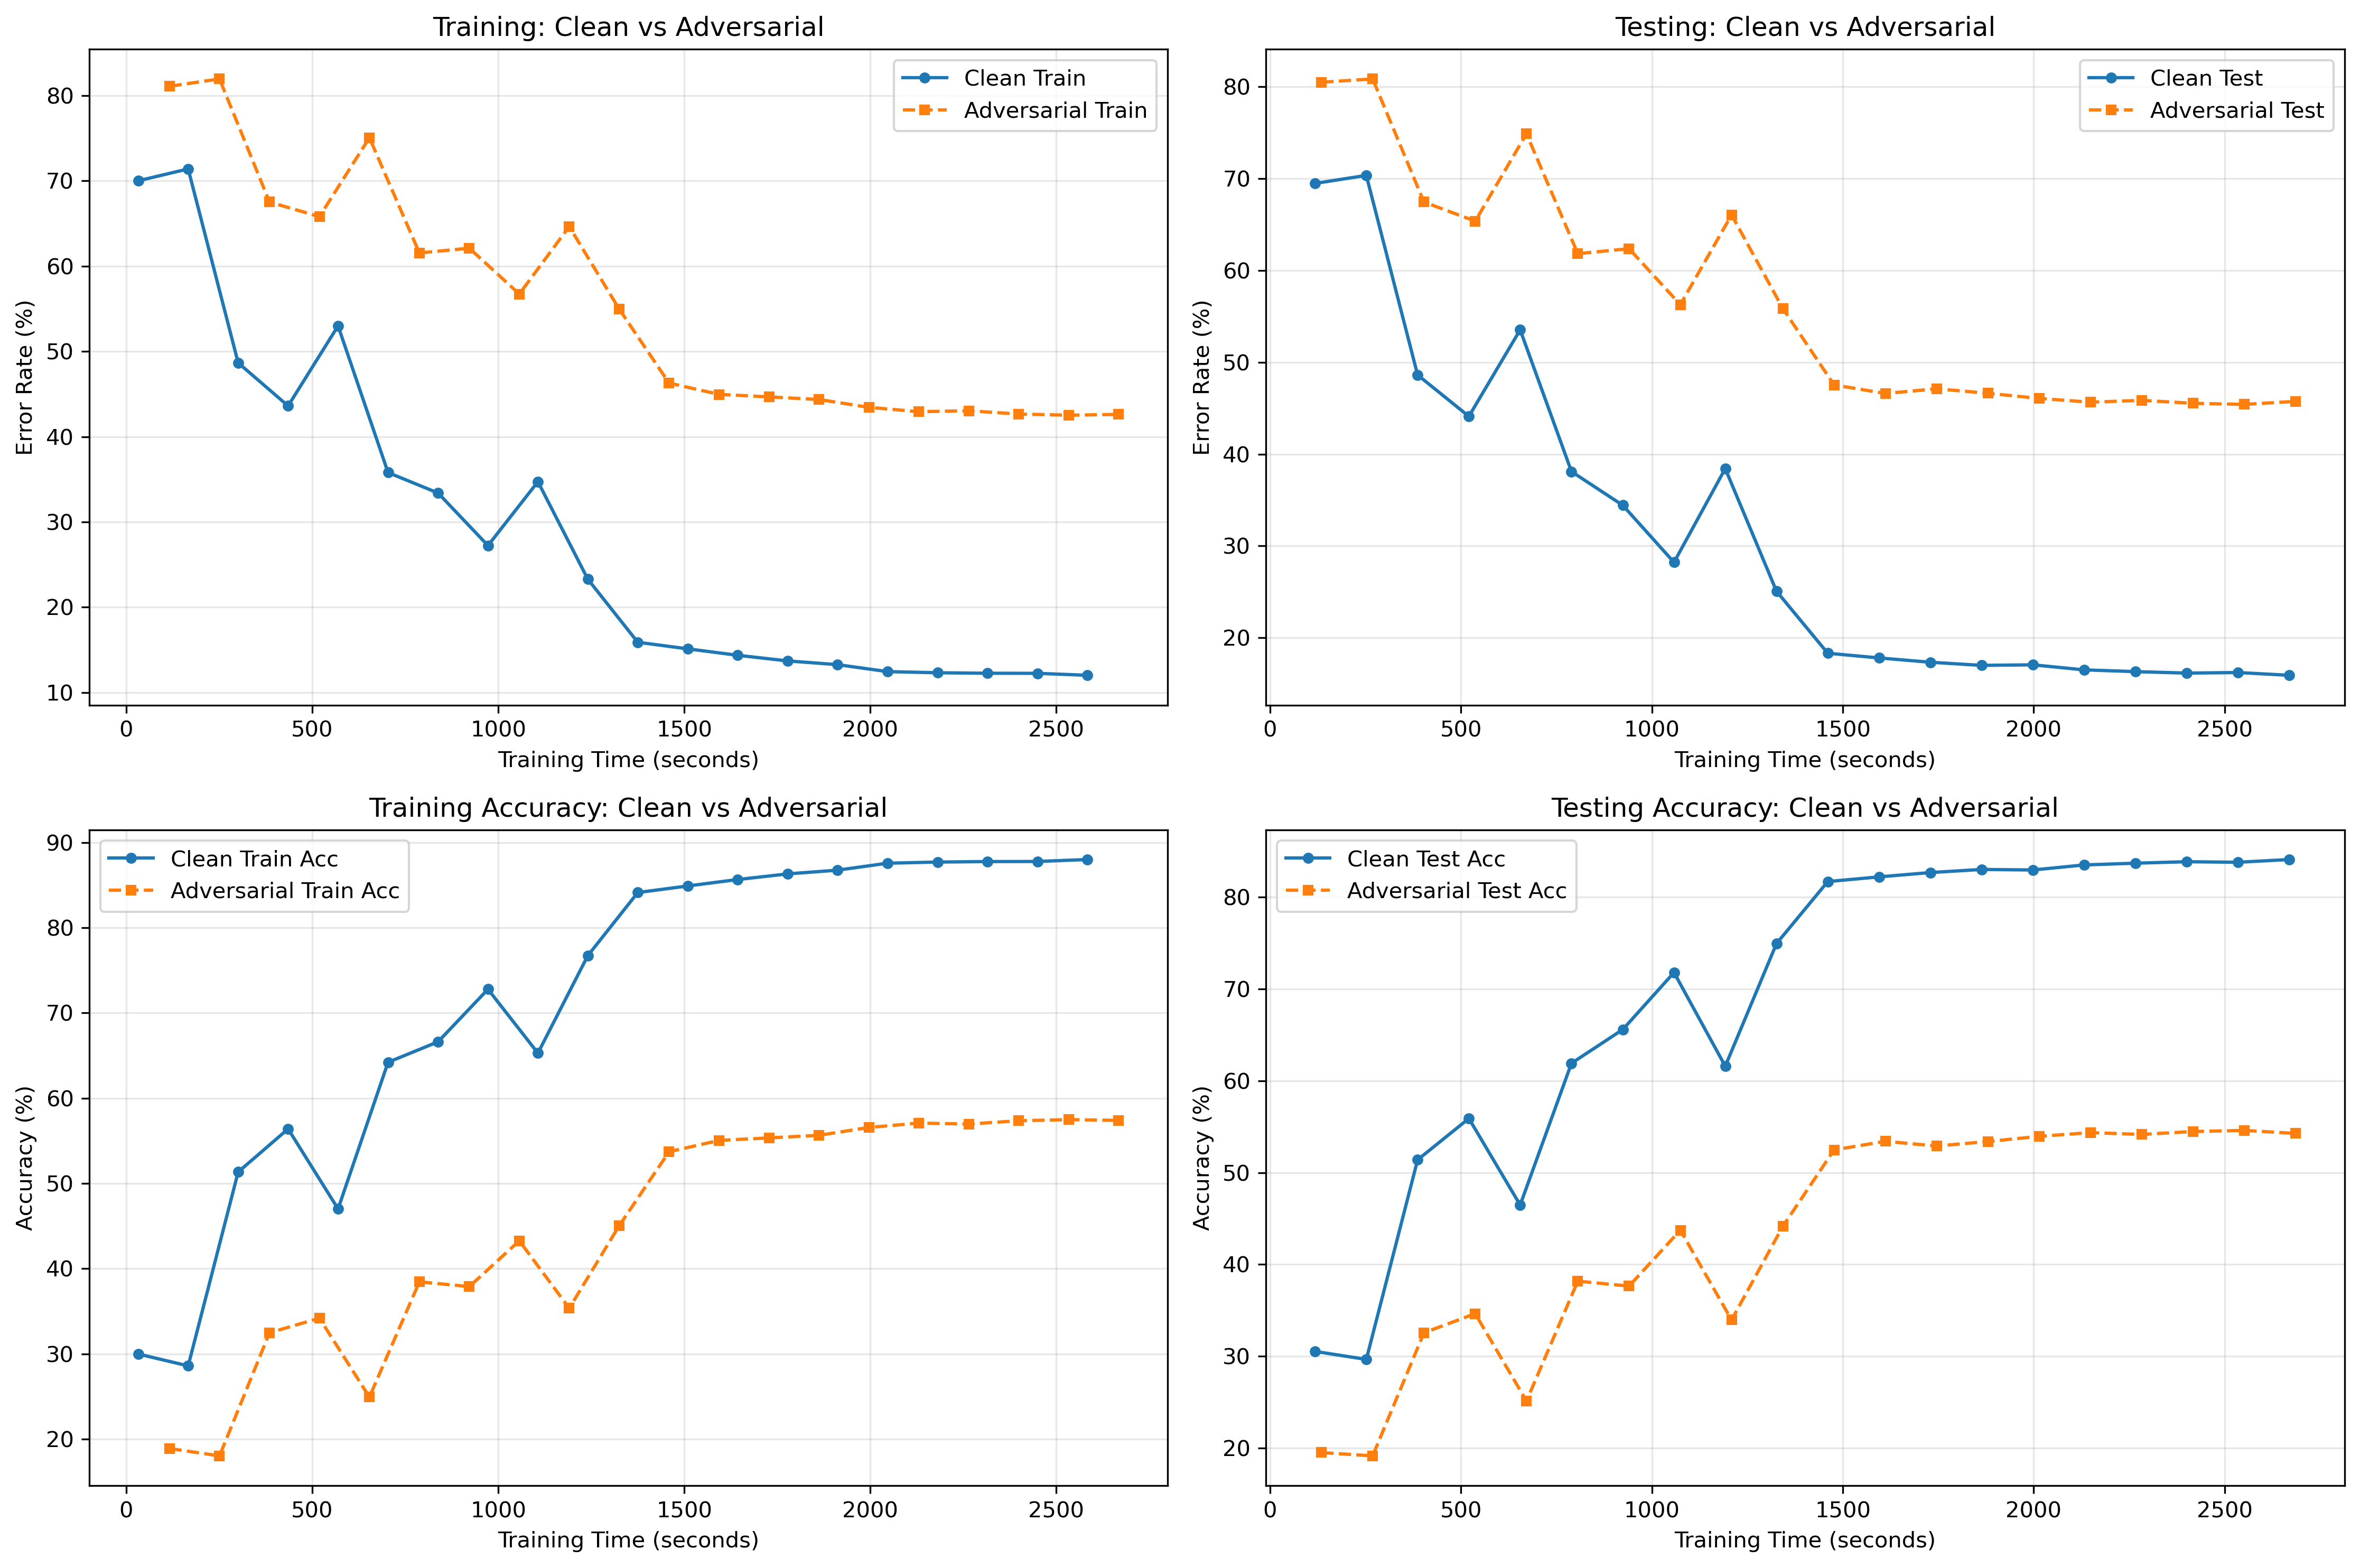 Training: Clean vs Adversarial
Clean Train
Adversarial Train
80
70
60
50
40
30
20
10
Error Rate (%)
0 500 1000 1500 2000 2500
Training Time (seconds)
Testing: Clean vs Adversarial
Clean Test
Adversarial Test
80
70
60
50
40
30
20
Error Rate (%)
0 500 1000 1500 2000 2500
Training Time (seconds)
Training Accuracy: Clean vs Adversarial
Clean Train Acc
Adversarial Train Acc
90
80
70
60
50
40
30
20
Accuracy (%)
0 500 1000 1500 2000 2500
Training Time (seconds)
Testing Accuracy: Clean vs Adversarial
Clean Test Acc
Adversarial Test Acc
80
70
60
50
40
30
20
Accuracy (%)
0 500 1000 1500 2000 2500
Training Time (seconds)